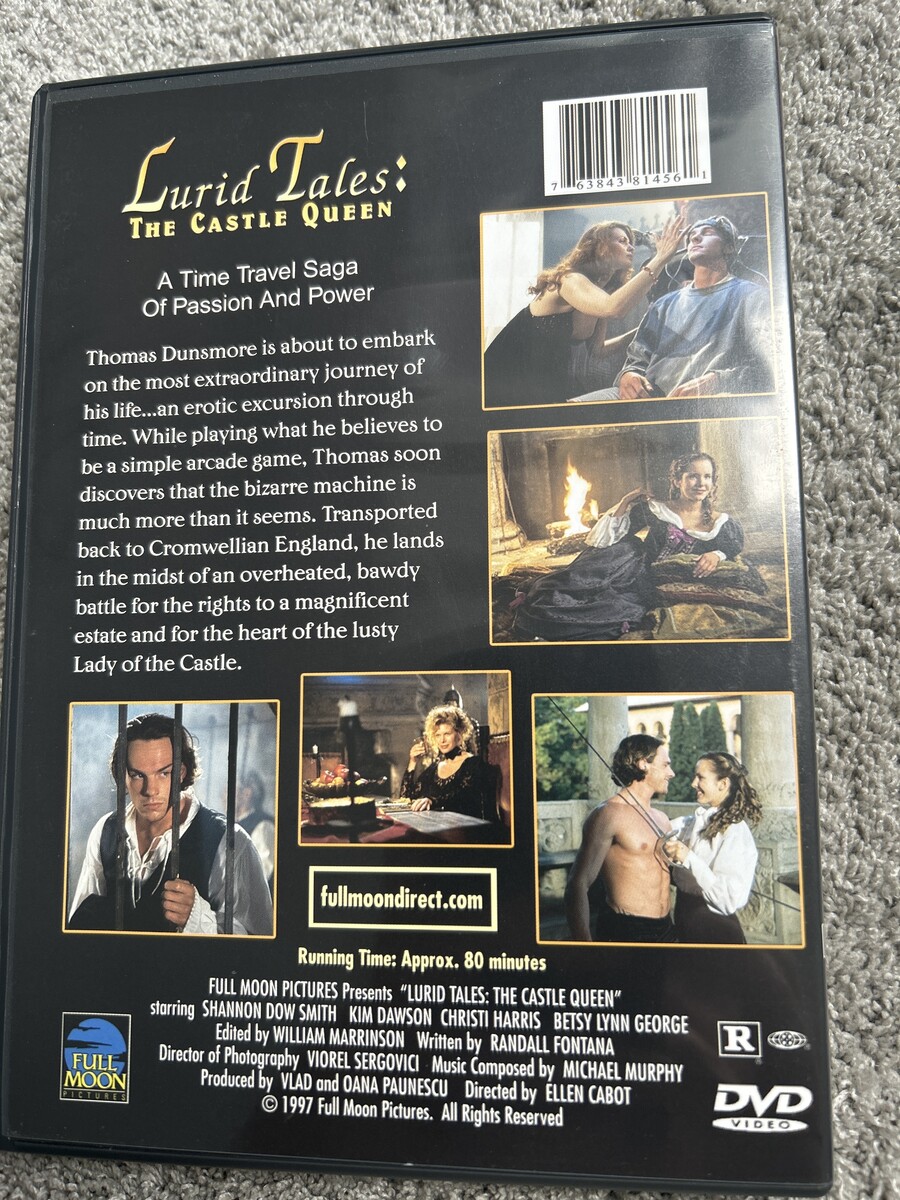 Lurid Tales:
THE CASTLE QUEEN
7 63843 81456 1
A Time Travel Saga
Of Passion And Power
Thomas Dunsmore is about to embark
on the most extraordinary journey of
his life...an erotic excursion through
time. While playing what he believes to
be a simple arcade game, Thomas soon
discovers that the bizarre machine is
much more than it seems. Transported
back to Cromwellian England, he lands
in the midst of an overheated, bawdy
battle for the rights to a magnificent
estate and for the heart of the lusty
Lady of the Castle.
fullmoondirect.com
Running Time: Approx. 80 minutes
FULL MOON PICTURES Presents "LURID TALES: THE CASTLE QUEEN"
starring SHANNON DOW SMITH KIM DAWSON CHRISTI HARRIS BETSY LYNN GEORGE
Edited by WILLIAM MARRINSON Written by RANDALL FONTANA
Director of Photography VIOREL SERGOVICI Music Composed by MICHAEL MURPHY
Produced by VLAD and OANA PAUNESCU Directed by ELLEN CABOT
© 1997 Full Moon Pictures. All Rights Reserved
FULL
MOON
PICTURES
R
DVD
VIDEO